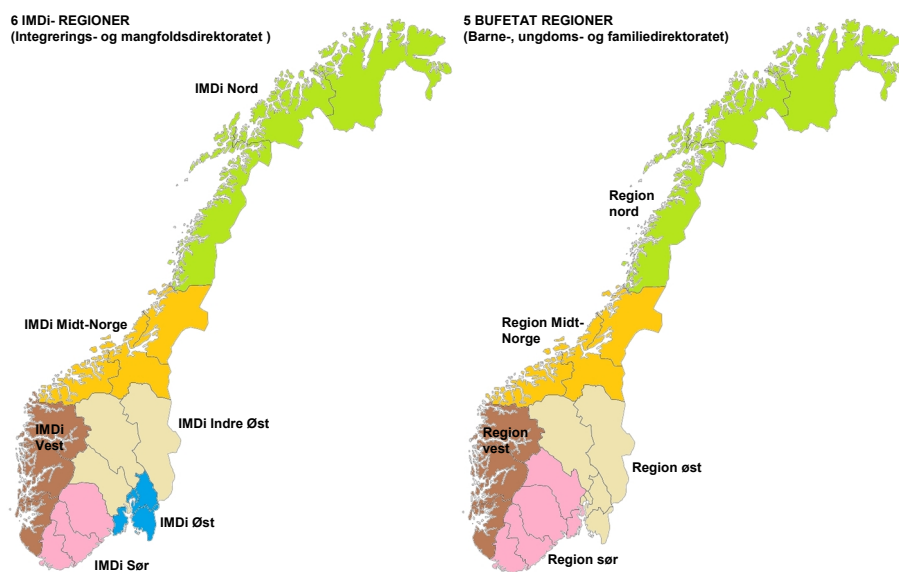 6 IMDi- REGIONER
(Integrerings- og mangfoldsdirektoratet )
IMDi Nord
IMDi Midt-Norge
IMDi
Vest
IMDi Indre Øst
IMDi Øst
IMDi Sør
5 BUFETAT REGIONER
(Barne-, ungdoms- og familiedirektoratet)
Region
nord
Region Midt-
Norge
Region
vest
Region øst
Region sør